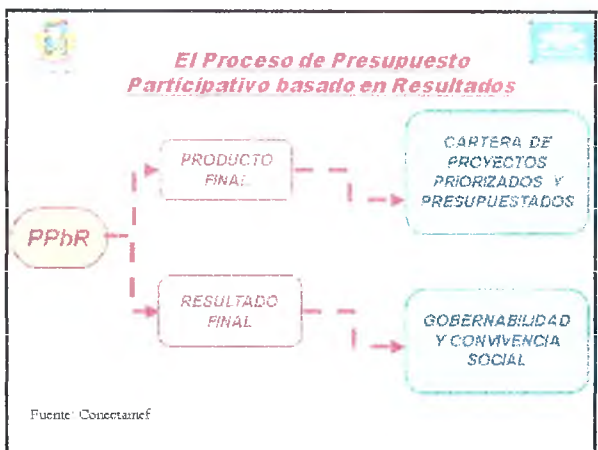 El Proceso de Presupuesto
Participativo basado en Resultados
PPbR
PRODUCTO
FINAL
CARTERA DE
PROYECTOS
PRIORIZADOS Y
PRESUPUESTADOS
RESULTADO
FINAL
GOBERNABILIDAD
Y CONVIVENCIA
SOCIAL
Fuente: Conectamef